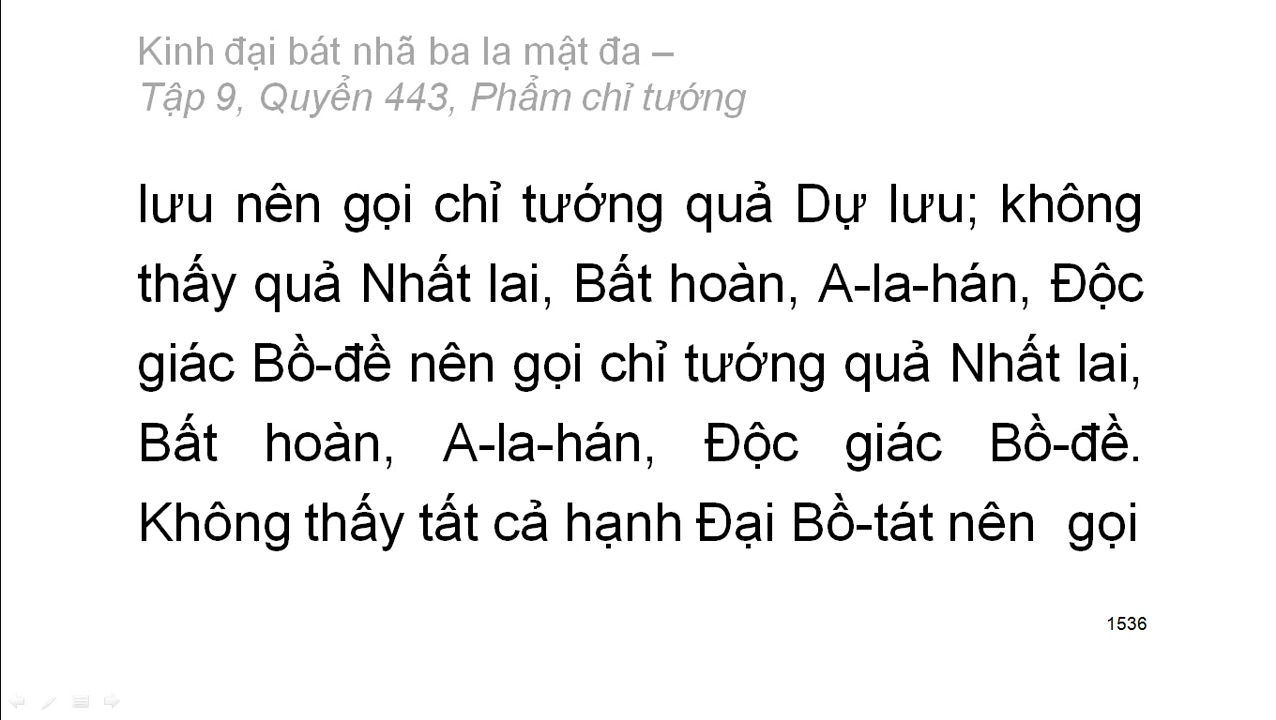 Kinh đại bát nhã ba la mật đa –
Tập 9, Quyển 443, Phẩm chỉ tướng
lưu nên gọi chỉ tướng quả Dự lưu; không
thấy quả Nhất lai, Bất hoàn, A-la-hán, Độc
giác Bồ-đề nên gọi chỉ tướng quả Nhất lai,
Bất hoàn, A-la-hán, Độc giác Bồ-đề.
Không thấy tất cả hạnh Đại Bồ-tát nên gọi
1536